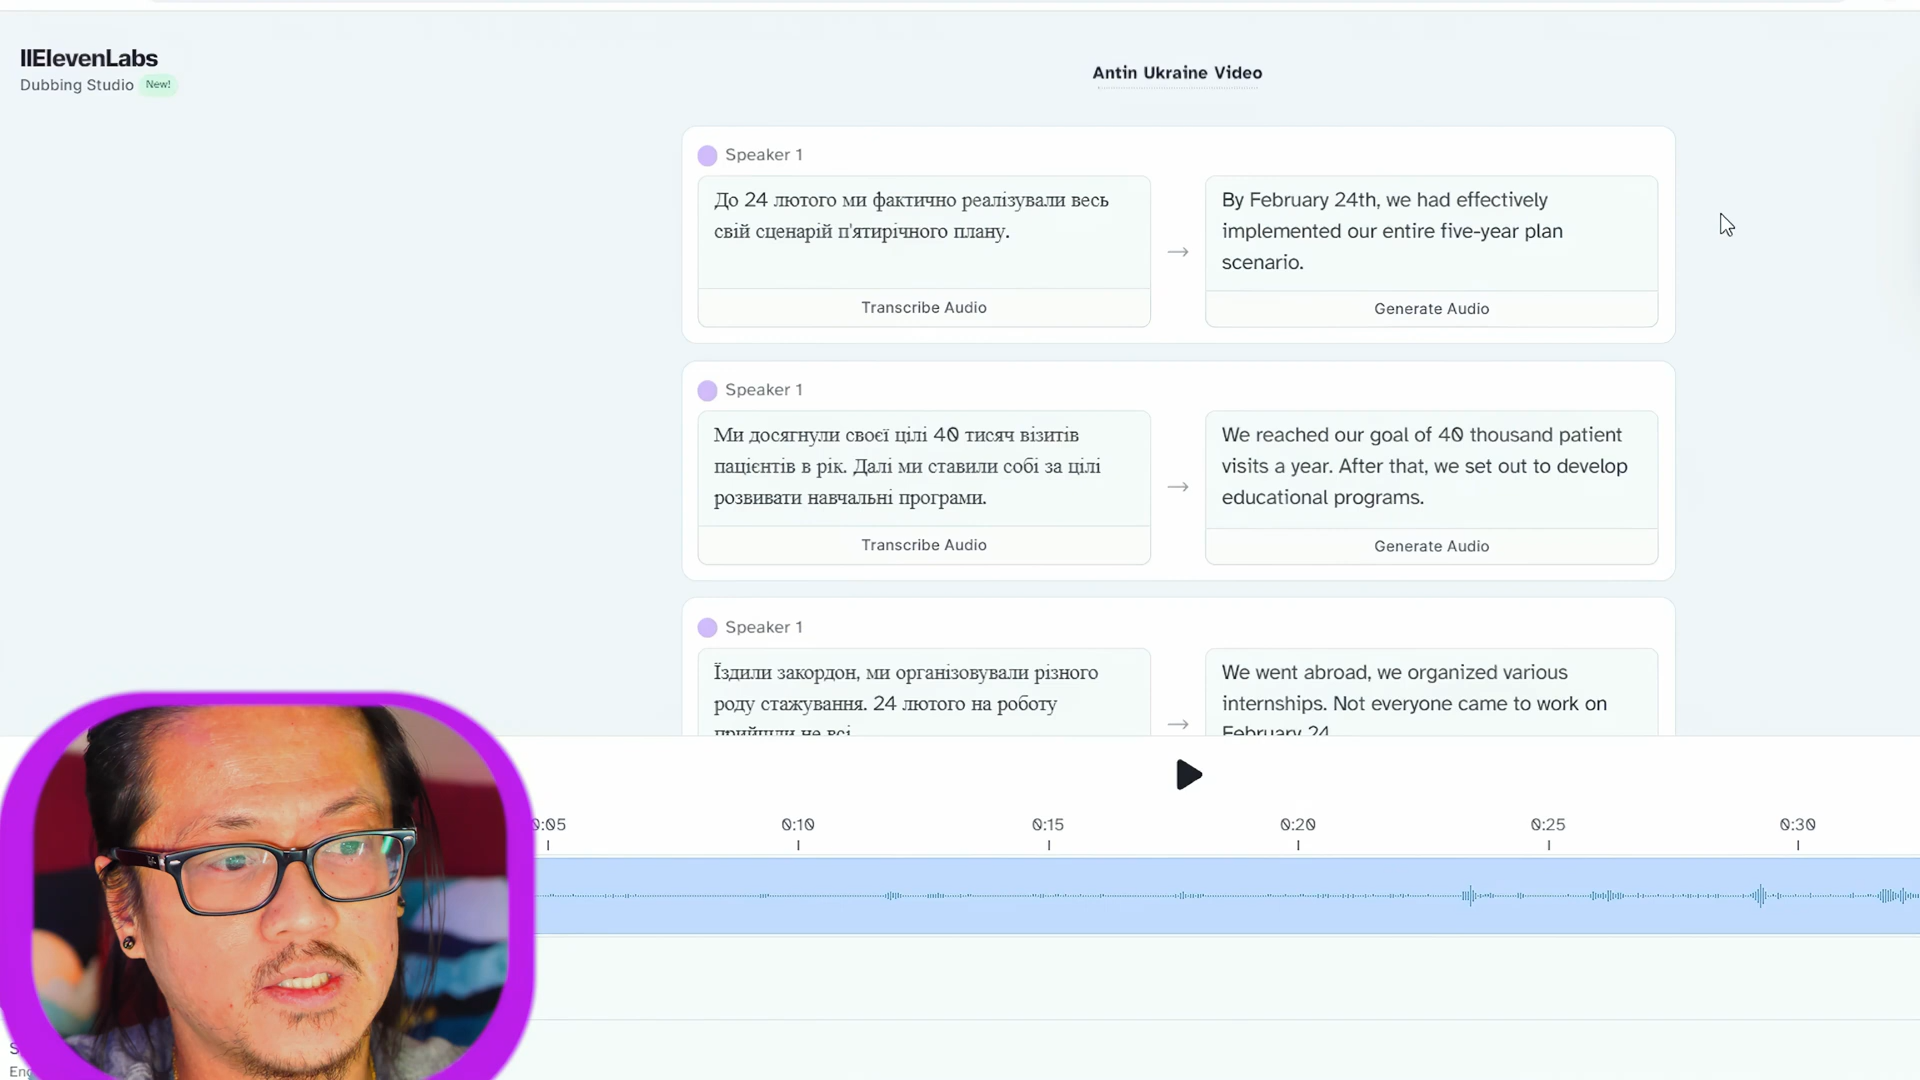 IIElevenLabs
Dubbing Studio New!
Antin Ukraine Video
Speaker 1
До 24 лютого ми фактично реалізували весь
свій сценарій п'ятирічного плану.
Transcribe Audio
→
By February 24th, we had effectively
implemented our entire five-year plan
scenario.
Generate Audio
Speaker 1
Ми досягнули своєї цілі 40 тисяч візитів
пацієнтів в рік. Далі ми ставили собі за цілі
розвивати навчальні програми.
Transcribe Audio
→
We reached our goal of 40 thousand patient
visits a year. After that, we set out to develop
educational programs.
Generate Audio
Speaker 1
Їздили закордон, ми організовували різного
роду стажування. 24 лютого на роботу
прийшли не всі.
→
We went abroad, we organized various
internships. Not everyone came to work on
February 24
0:05 0:10 0:15 0:20 0:25 0:30